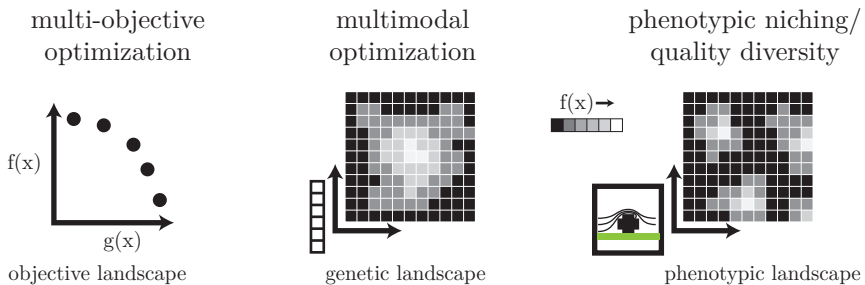 multi-objective
optimization
multimodal
optimization
phenotypic niching/
quality diversity
f(x)
g(x)
f(x)
objective landscape
genetic landscape
phenotypic landscape